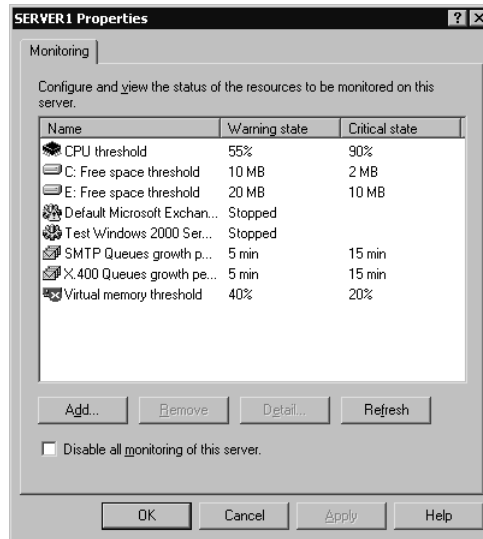 SERVER1 Properties
Monitoring
Configure and view the status of the resources to be monitored on this
server.
Name Warning state Critical state
CPU threshold 55% 90%
C: Free space threshold 10 MB 2 MB
E: Free space threshold 20 MB 10 MB
Default Microsoft Exchan... Stopped
Test Windows 2000 Ser... Stopped
SMTP Queues growth p... 5 min 15 min
X.400 Queues growth pe... 5 min 15 min
Virtual memory threshold 40% 20%
Add... Remove Detail... Refresh
Disable all monitoring of this server.
OK Cancel Apply Help